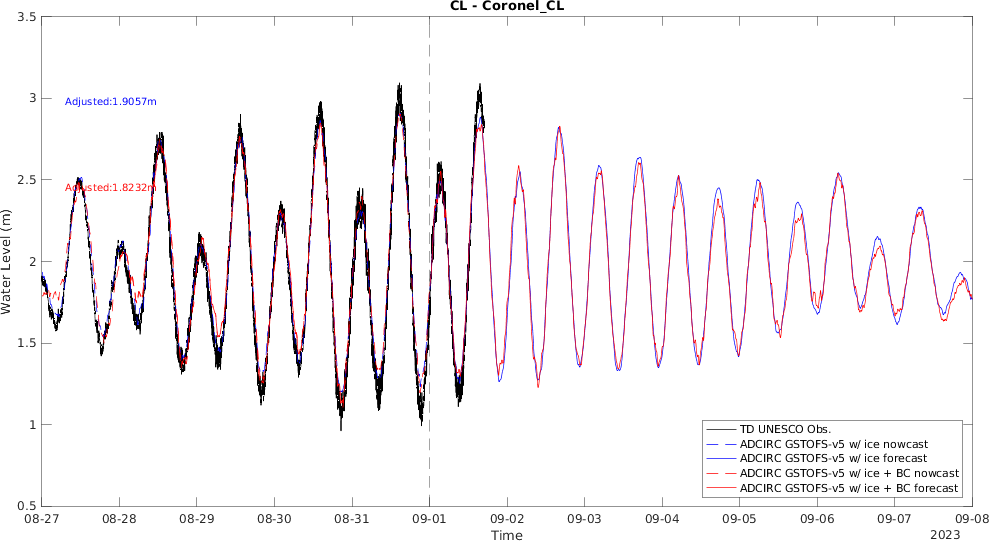 CL - Coronel_CL
3.5
3
2.5
2
1.5
1
0.5
Water Level (m)
Adjusted:1.9057m
Adjusted:1.8232m
TD UNESCO Obs.
ADCIRC GSTOFS-v5 w/ ice nowcast
ADCIRC GSTOFS-v5 w/ ice forecast
ADCIRC GSTOFS-v5 w/ ice + BC nowcast
ADCIRC GSTOFS-v5 w/ ice + BC forecast
08-27 08-28 08-29 08-30 08-31 09-01 09-02 09-03 09-04 09-05 09-06 09-07 09-08
Time
2023